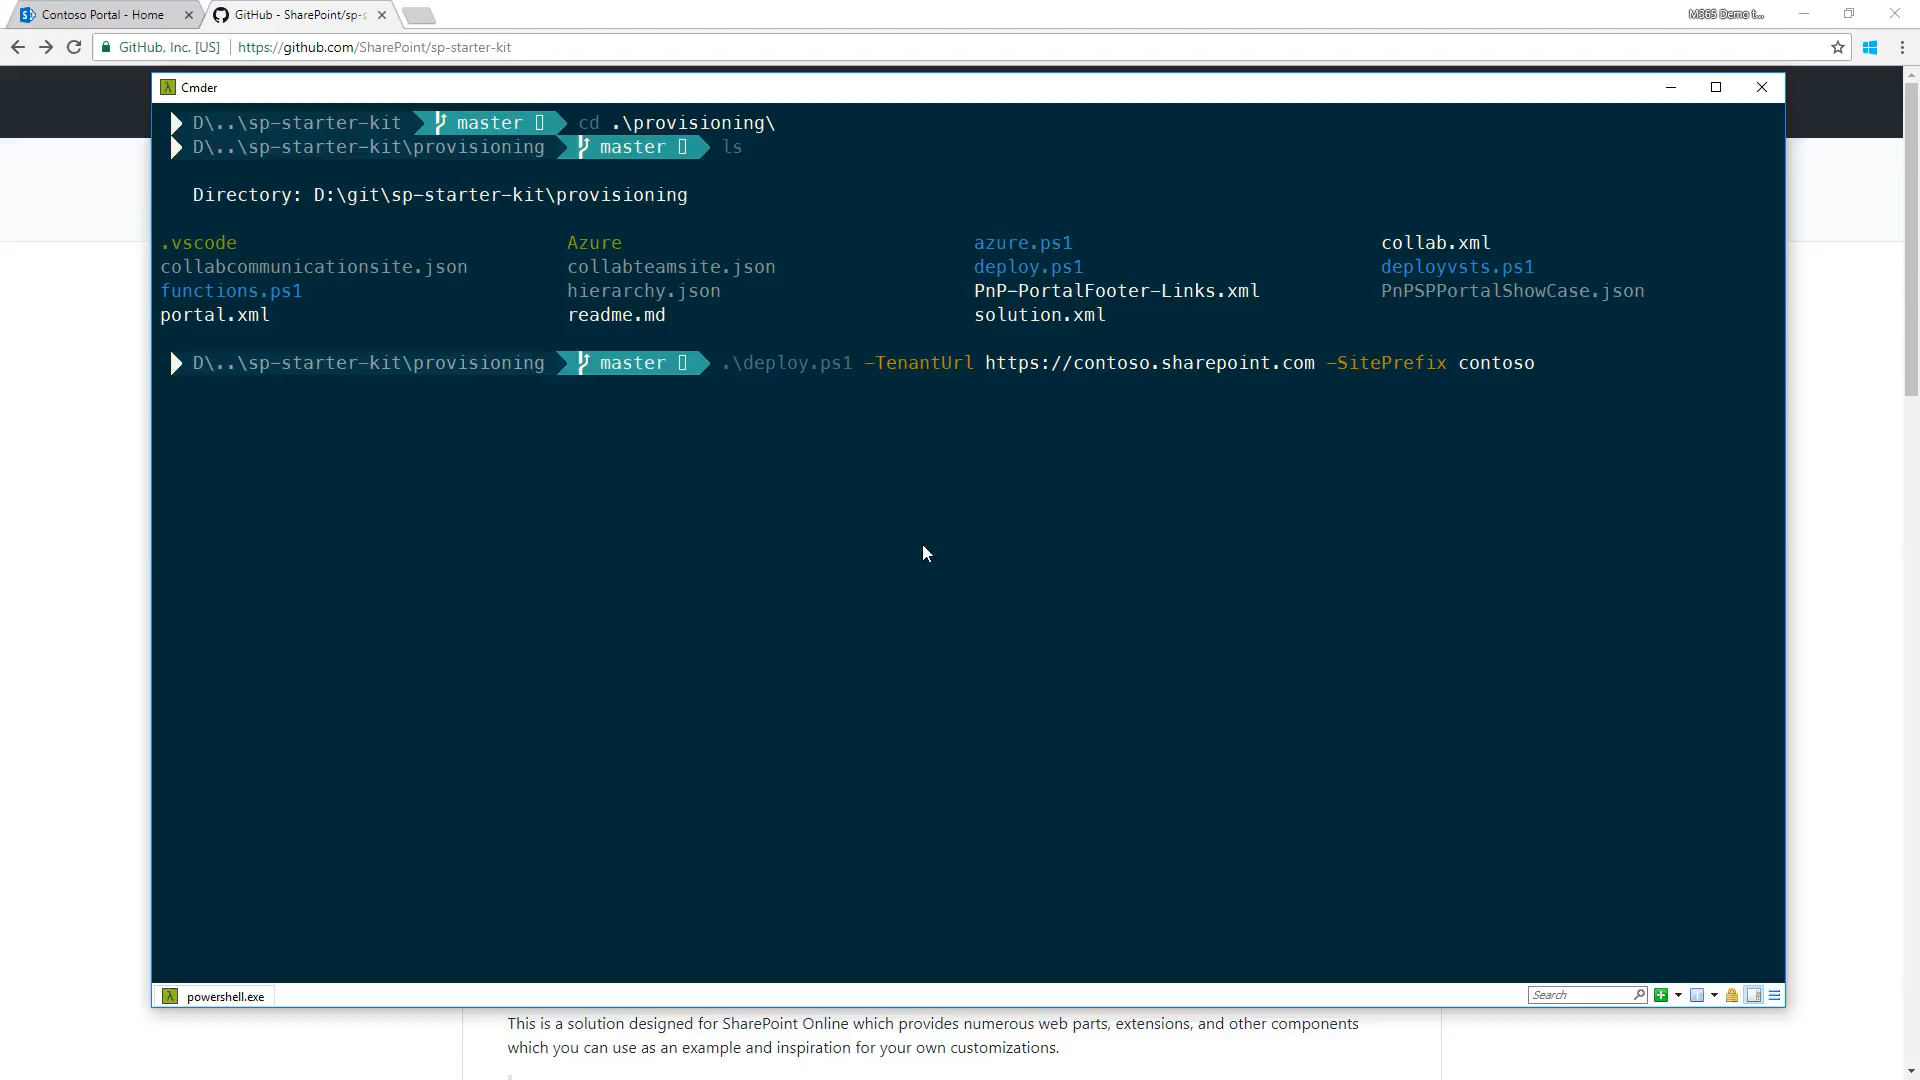 Contoso Portal - Home
GitHub - SharePoint/sp-s
M365 Demo t...
GitHub, Inc. [US]
https://github.com/SharePoint/sp-starter-kit
Cmder
D\..\sp-starter-kit master cd .\provisioning\
D\..\sp-starter-kit\provisioning master ls
Directory: D:\git\sp-starter-kit\provisioning
.vscode Azure azure.ps1 collab.xml
collabcommunicationsite.json collabteamsite.json deploy.ps1 deployvsts.ps1
functions.ps1 hierarchy.json PnP-PortalFooter-Links.xml PnPSPPortalShowCase.json
portal.xml readme.md solution.xml
D\..\sp-starter-kit\provisioning master .\deploy.ps1 -TenantUrl https://contoso.sharepoint.com -SitePrefix contoso
powershell.exe
Search
This is a solution designed for SharePoint Online which provides numerous web parts, extensions, and other components
which you can use as an example and inspiration for your own customizations.